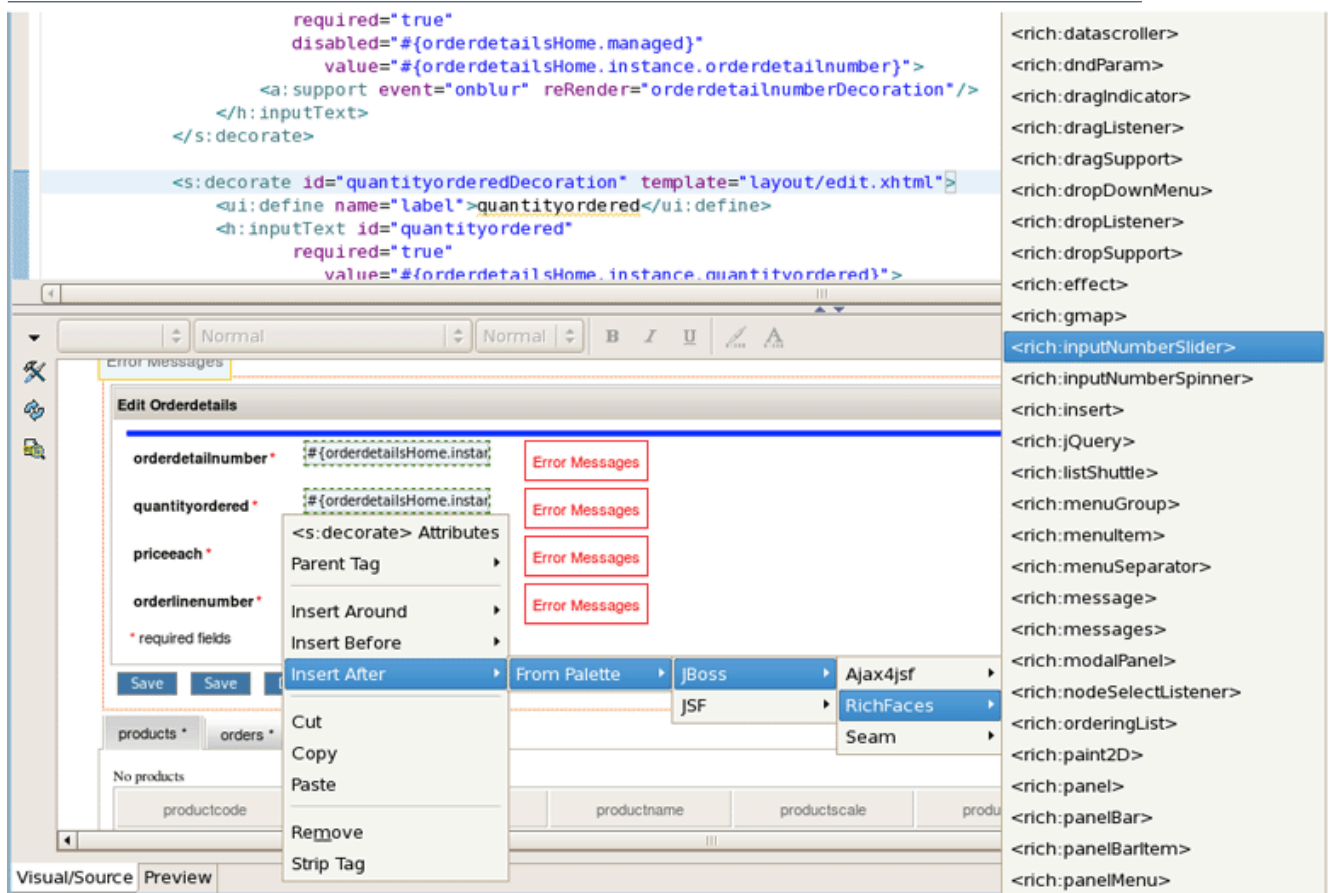 required="true"
disabled="#{orderdetailsHome.managed}"
value="#{orderdetailsHome.instance.orderdetailnumber}">
<a:support event="onblur" reRender="orderdetailnumberDecoration"/>
</h:inputText>
</s:decorate>
<s:decorate id="quantityorderedDecoration" template="layout/edit.xhtml">
<ui:define name="label">quantityordered</ui:define>
<h:inputText id="quantityordered"
required="true"
value="#{orderdetailsHome.instance.quantityordered}">
Normal Normal B I U A
Error Messages
Edit Orderdetails
orderdetailnumber* #{orderdetailsHome.instar Error Messages
quantityordered * #{orderdetailsHome.instar Error Messages
priceeach * Error Messages
orderlinenumber* Error Messages
* required fields
Save Save
products * orders *
No products
productcode productname productscale produ
Visual/Source Preview
<s:decorate> Attributes
Parent Tag
Insert Around
Insert Before
Insert After
Cut
Copy
Paste
Remove
Strip Tag
From Palette
JBoss
JSF
Ajax4jsf
RichFaces
Seam
<rich:datascroller>
<rich:dndParam>
<rich:dragIndicator>
<rich:dragListener>
<rich:dragSupport>
<rich:dropDownMenu>
<rich:dropListener>
<rich:dropSupport>
<rich:effect>
<rich:gmap>
<rich:inputNumberSlider>
<rich:inputNumberSpinner>
<rich:insert>
<rich:jQuery>
<rich:listShuttle>
<rich:menuGroup>
<rich:menuItem>
<rich:menuSeparator>
<rich:message>
<rich:messages>
<rich:modalPanel>
<rich:nodeSelectListener>
<rich:orderingList>
<rich:paint2D>
<rich:panel>
<rich:panelBar>
<rich:panelBarItem>
<rich:panelMenu>